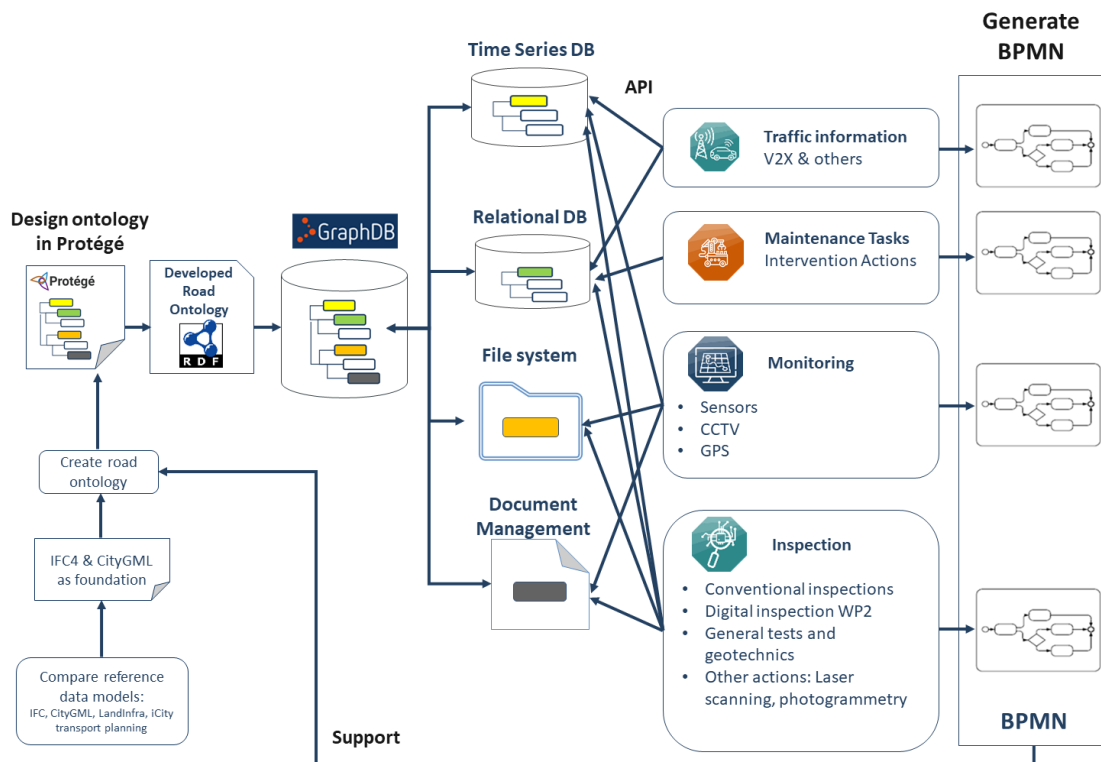 Generate
BPMN
Time Series DB
API
Traffic information
V2X & others
Design ontology
in Protégé
GraphDB
Relational DB
Maintenance Tasks
Intervention Actions
Protégé
Developed
Road
Ontology
RDF
File system
Monitoring
• Sensors
• CCTV
• GPS
Create road
ontology
Document
Management
IFC4 & CityGML
as foundation
Inspection
• Conventional inspections
• Digital inspection WP2
• General tests and
geotechnics
• Other actions: Laser
scanning, photogrammetry
Compare reference
data models:
IFC, CityGML, LandInfra, iCity
transport planning
Support
BPMN